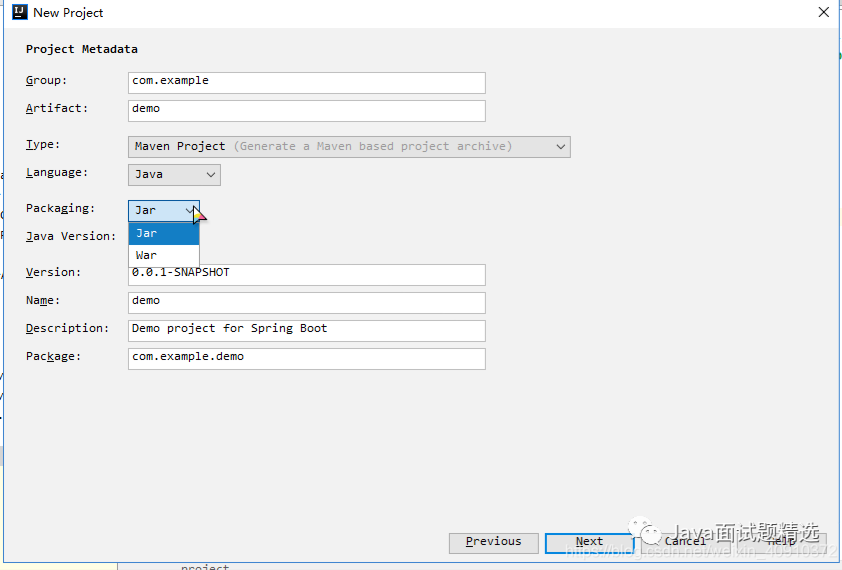 New Project
Project Metadata
Group: com.example
Artifact: demo
Type: Maven Project (Generate a Maven based project archive)
Language: Java
Packaging: Jar
Jar
Java Version:
War
Version: 0.0.1-SNAPSHOT
Name: demo
Description: Demo project for Spring Boot
Package: com.example.demo
Previous Next Cancel Help
Java面试题精选
https://blog.csdn.net/weixin_40910372
project